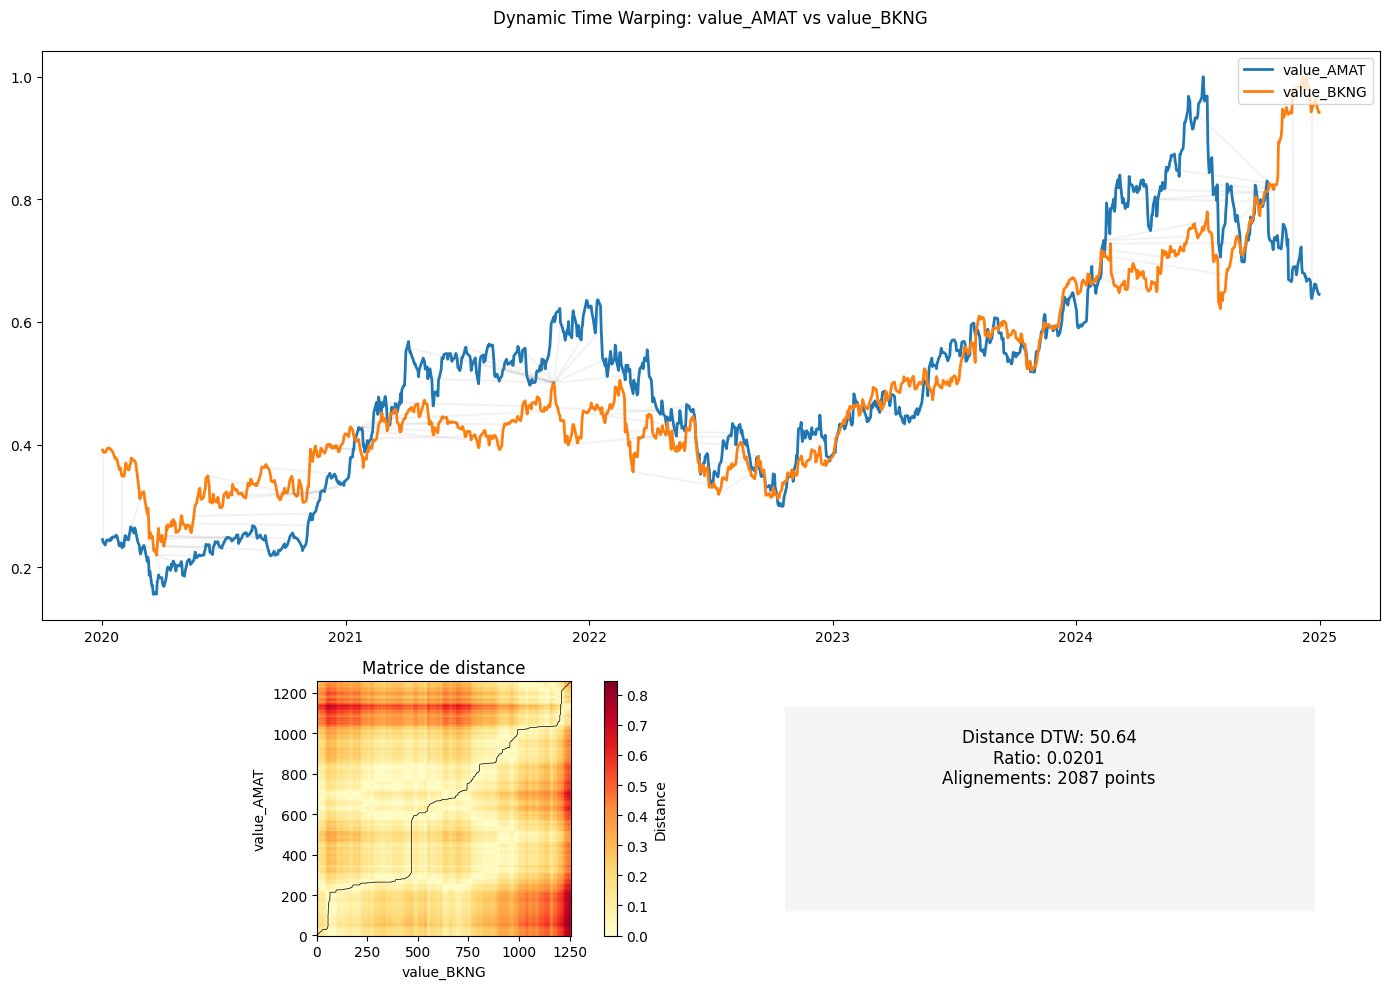 Dynamic Time Warping: value_AMAT vs value_BKNG
value_AMAT
value_BKNG
1.0
0.8
0.6
0.4
0.2
2020 2021 2022 2023 2024 2025
Matrice de distance
value_AMAT
1200
1000
800
600
400
200
0
0 250 500 750 1000 1250
value_BKNG
0.8
0.7
0.6
0.5
0.4
0.3
0.2
0.1
0.0
Distance
Distance DTW: 50.64
Ratio: 0.0201
Alignements: 2087 points